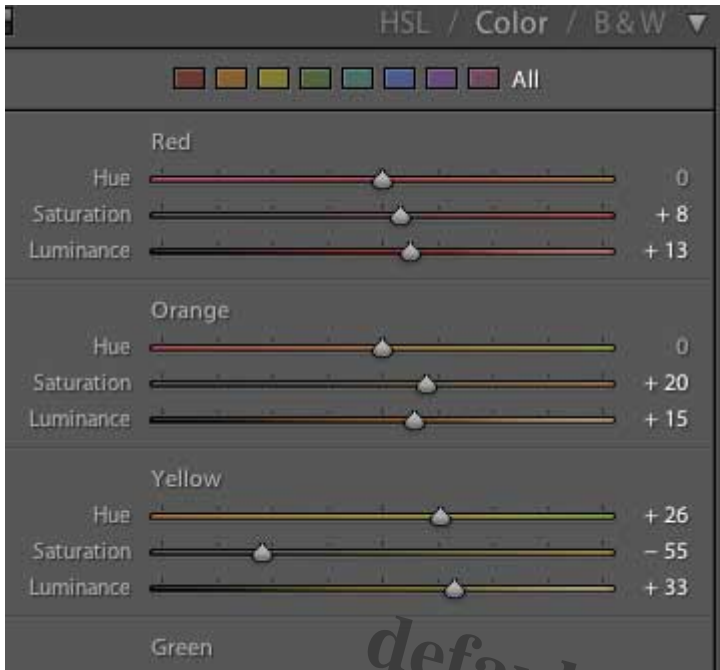 HSL / Color / B & W
All
Red
Hue 0
Saturation + 8
Luminance + 13
Orange
Hue 0
Saturation + 20
Luminance + 15
Yellow
Hue + 26
Saturation − 55
Luminance + 33
Green